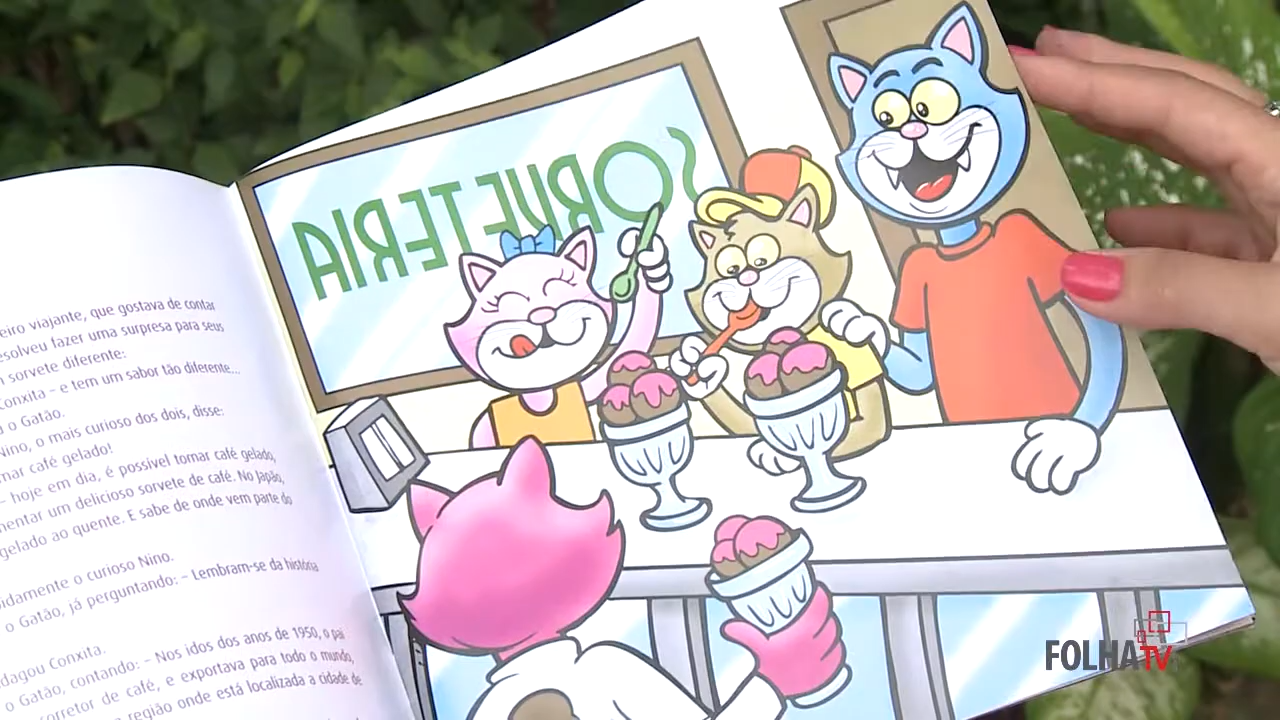 eiro viajante, que gostava de contar
esolveu fazer uma surpresa para seus
sorvete diferente:
Conxita – e tem um sabor tão diferente...
o Gatão.
Nino, o mais curioso dos dois, disse:
mar café gelado!
– hoje em dia, é possível tomar café gelado,
mentar um delicioso sorvete de café. No Japão,
gelado ao quente. E sabe de onde vem parte do
idamente o curioso Nino.
o Gatão, já perguntando: – Lembram-se da história
dagou Conxita.
o Gatão, contando: – Nos idos dos anos de 1950, o pai
corretor de café, e exportava para todo o mundo,
região onde está localizada a cidade de
SORVETERIA
FOLHA TV